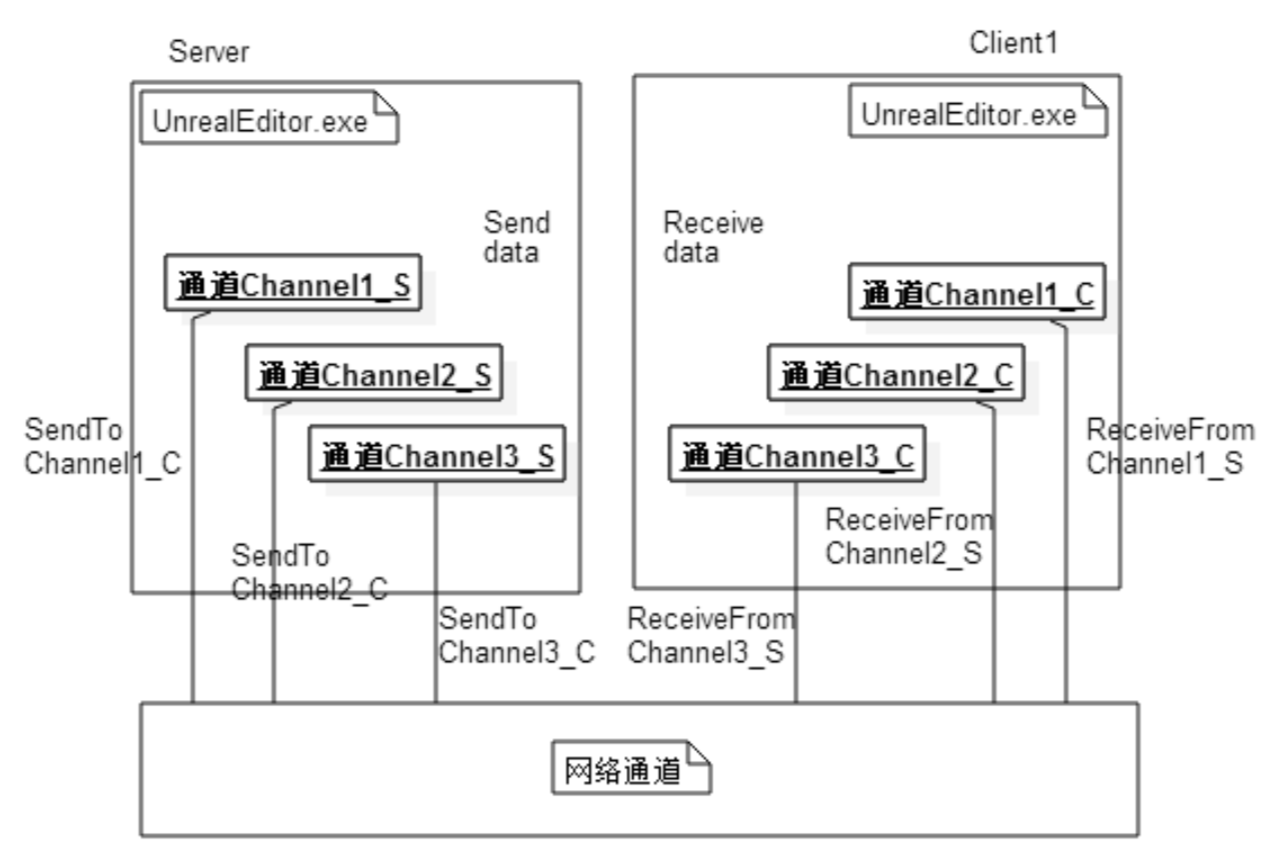 Server
Client1
UnrealEditor.exe
UnrealEditor.exe
Send
data
Receive
data
通道Channel1_S
通道Channel1_C
通道Channel2_S
通道Channel2_C
通道Channel3_S
通道Channel3_C
SendTo
Channel1_C
ReceiveFrom
Channel1_S
SendTo
Channel2_C
ReceiveFrom
Channel2_S
SendTo
Channel3_C
ReceiveFrom
Channel3_S
网络通道